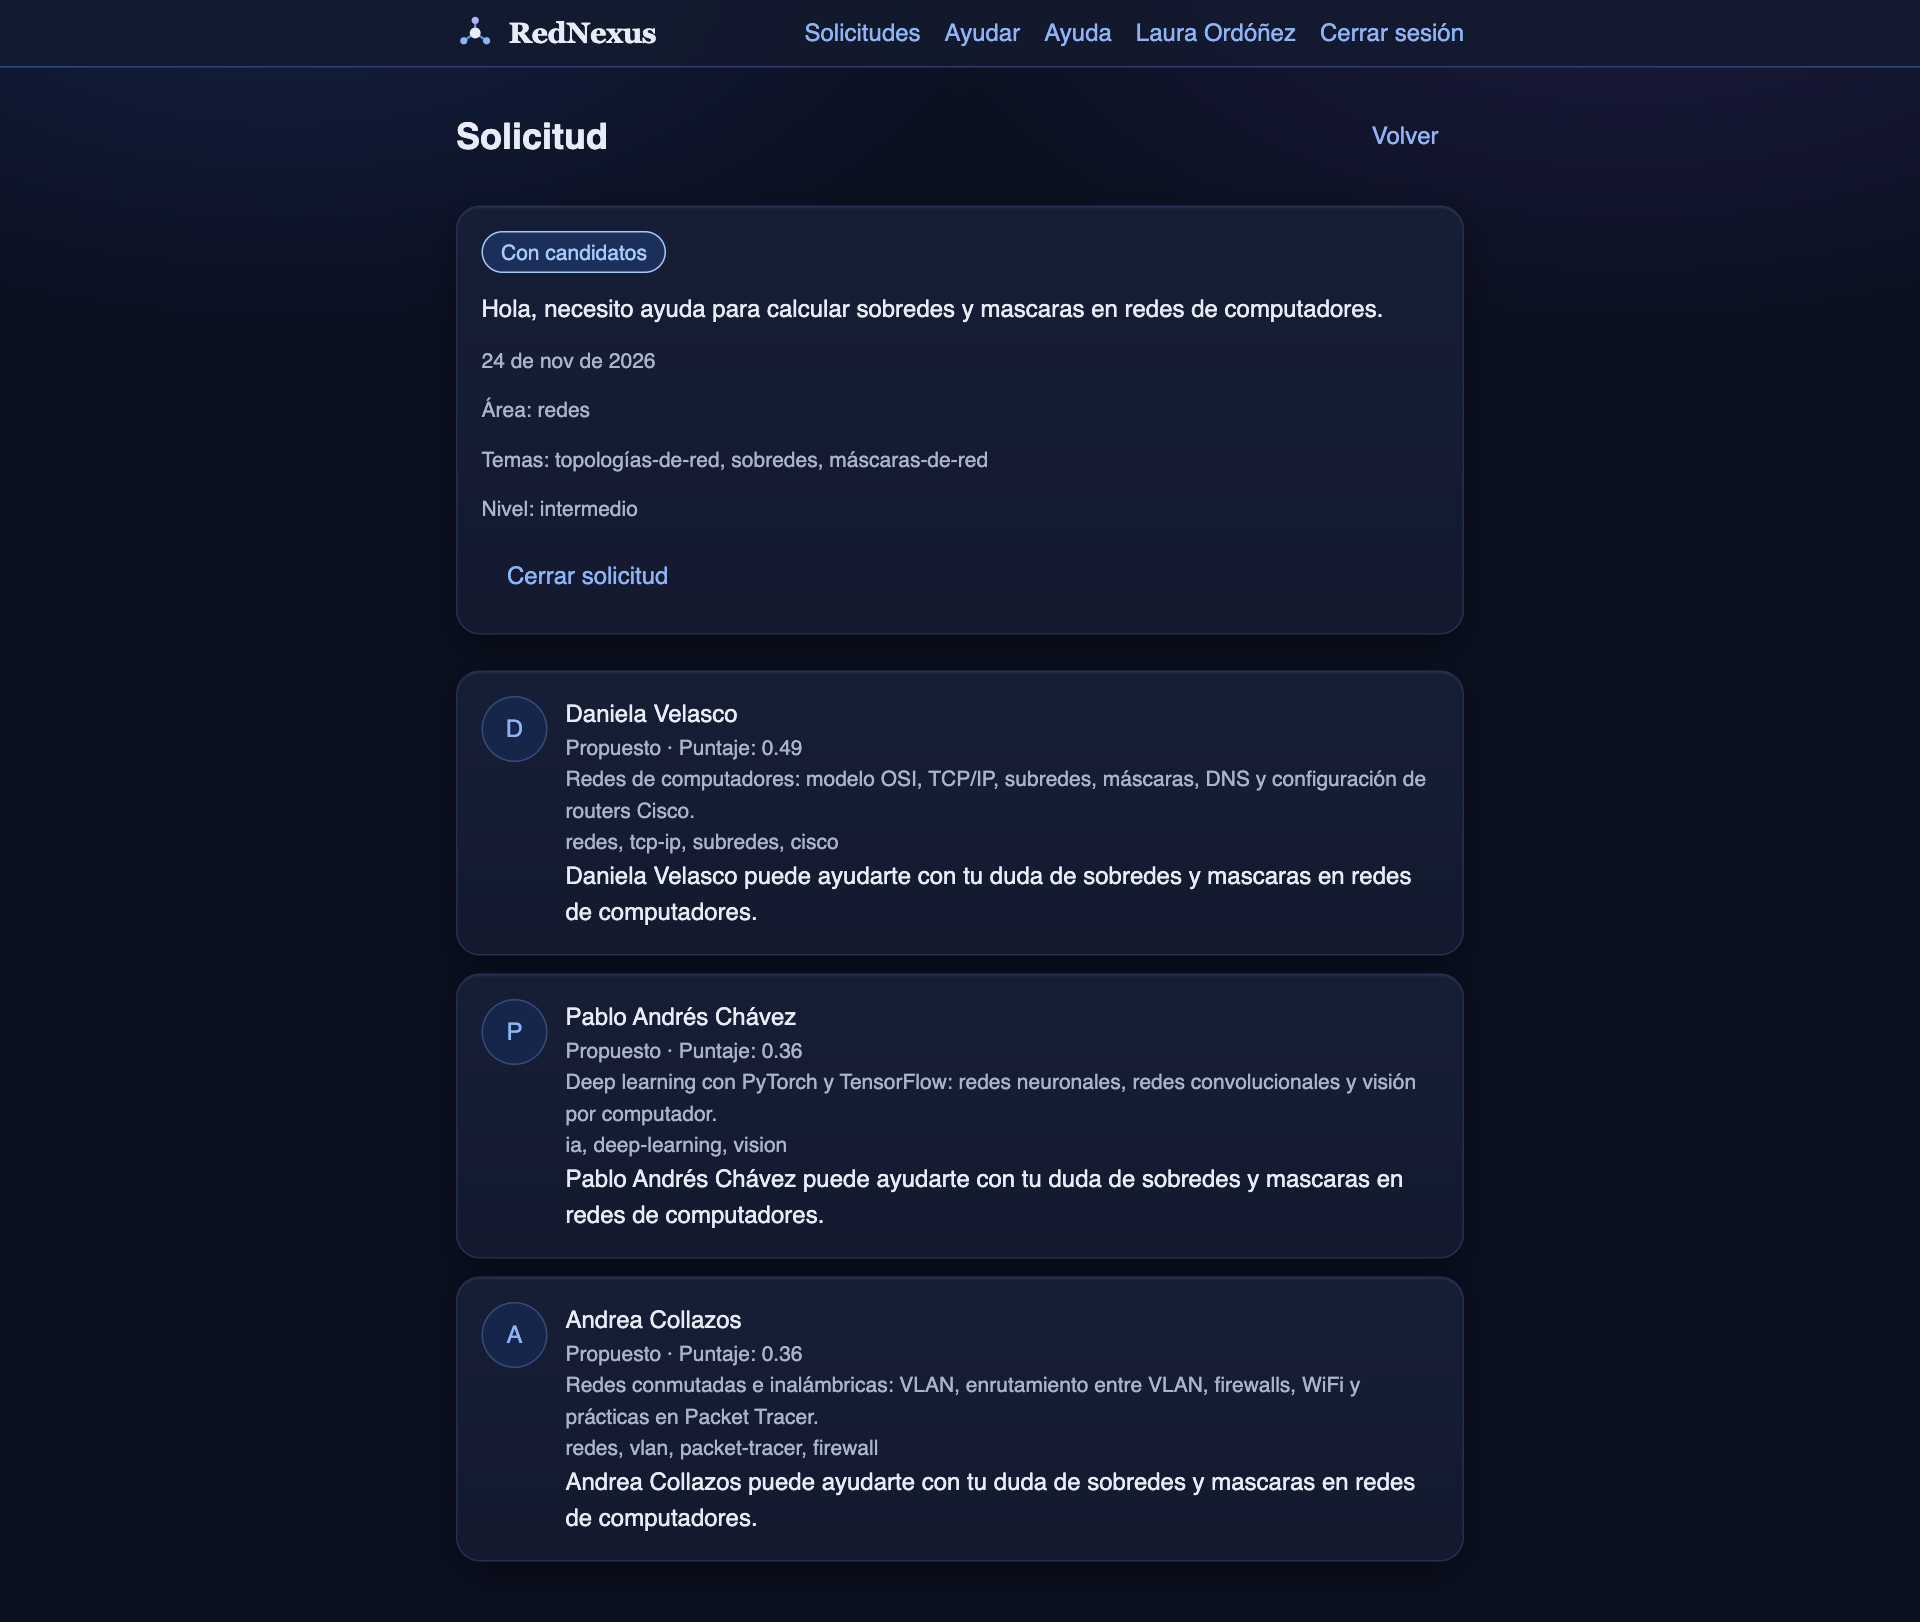 RedNexus
Solicitudes Ayudar Ayuda Laura Ordóñez Cerrar sesión
Solicitud
Volver
Con candidatos
Hola, necesito ayuda para calcular sobredes y mascaras en redes de computadores.
24 de nov de 2026
Área: redes
Temas: topologías-de-red, sobredes, máscaras-de-red
Nivel: intermedio
Cerrar solicitud
D
Daniela Velasco
Propuesto · Puntaje: 0.49
Redes de computadores: modelo OSI, TCP/IP, subredes, máscaras, DNS y configuración de
routers Cisco.
redes, tcp-ip, subredes, cisco
Daniela Velasco puede ayudarte con tu duda de sobredes y mascaras en redes
de computadores.
P
Pablo Andrés Chávez
Propuesto · Puntaje: 0.36
Deep learning con PyTorch y TensorFlow: redes neuronales, redes convolucionales y visión
por computador.
ia, deep-learning, vision
Pablo Andrés Chávez puede ayudarte con tu duda de sobredes y mascaras en
redes de computadores.
A
Andrea Collazos
Propuesto · Puntaje: 0.36
Redes conmutadas e inalámbricas: VLAN, enrutamiento entre VLAN, firewalls, WiFi y
prácticas en Packet Tracer.
redes, vlan, packet-tracer, firewall
Andrea Collazos puede ayudarte con tu duda de sobredes y mascaras en redes
de computadores.